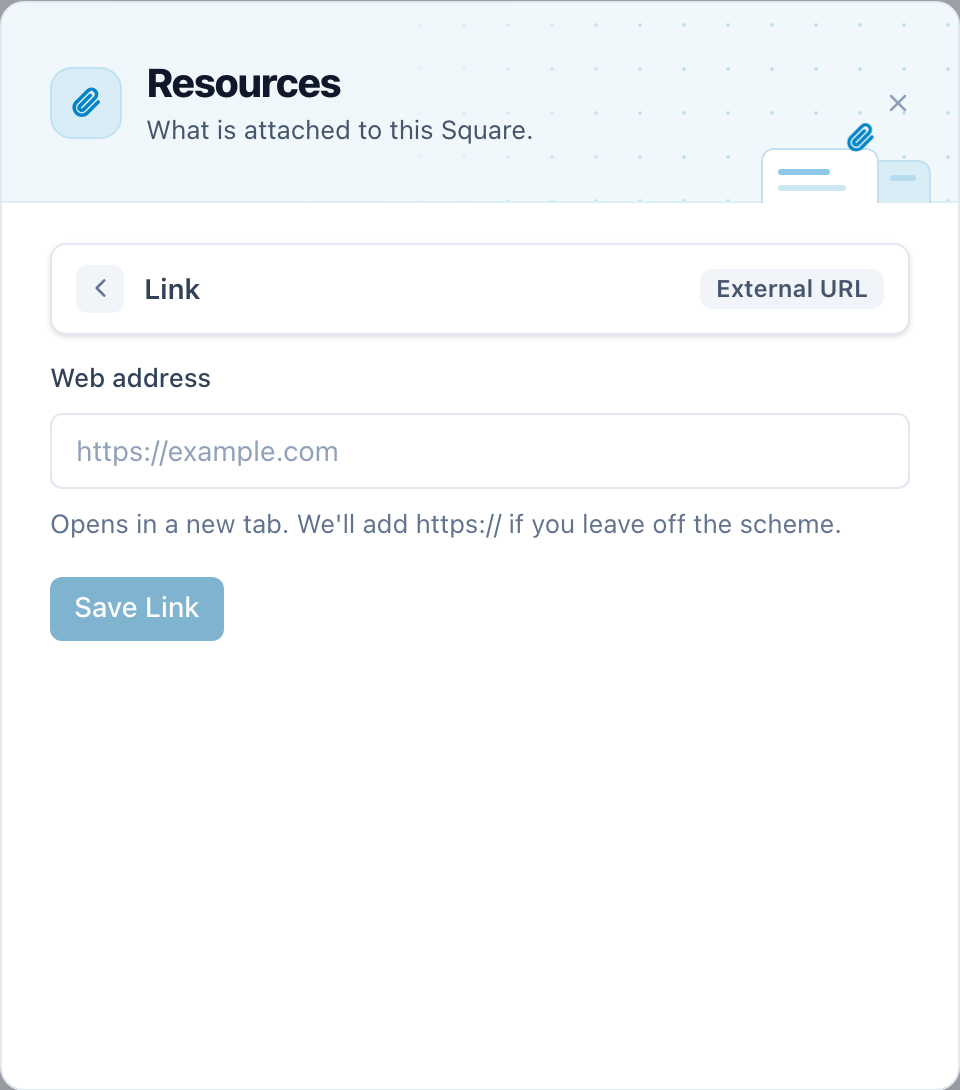 Resources
What is attached to this Square.
Link
External URL
Web address
https://example.com
Opens in a new tab. We'll add https:// if you leave off the scheme.
Save Link